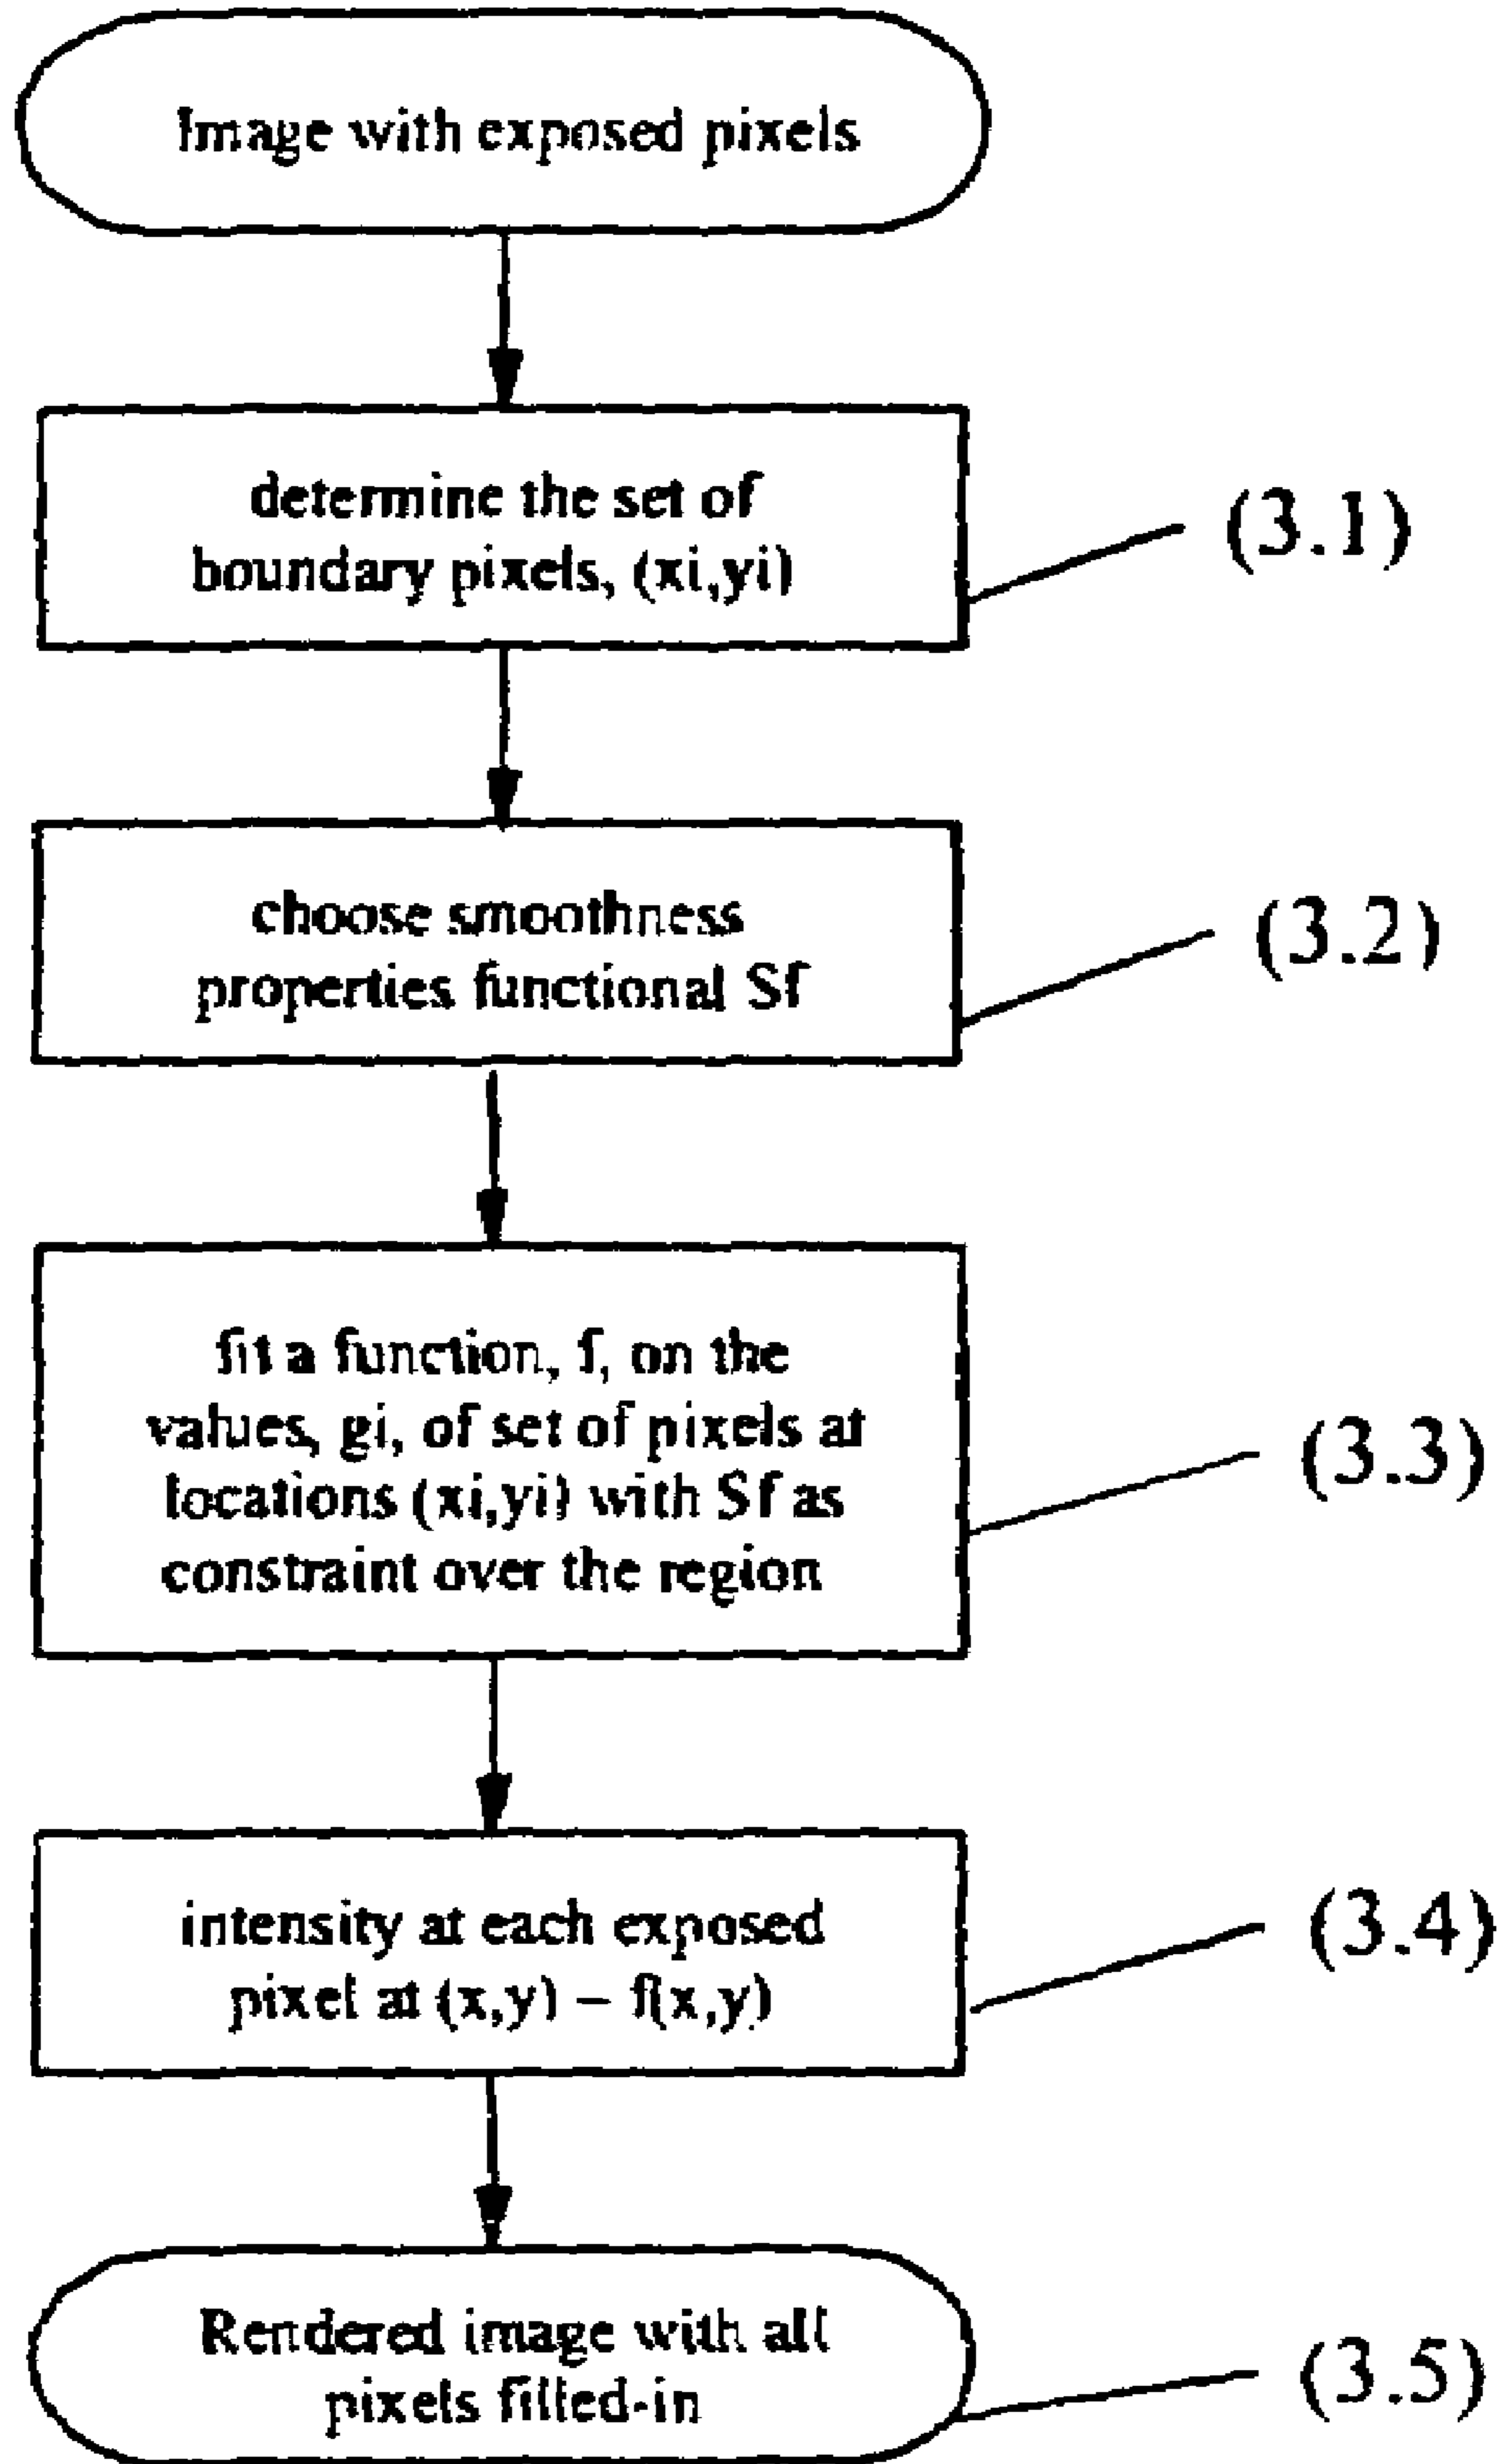 Image with exposed pixels
determine the set of
boundary pixels, (xi,yi)
(3.1)
choose smoothness
properties functional Sf
(3.2)
fit a function, f, on the
values, gi, of set of pixels at
locations (xi,yi) with Sf as
constraint over the region
(3.3)
intensity at each exposed
pixel at (x,y) – f(x,y)
(3.4)
Rendered image with all
pixels filled-in
(3.5)